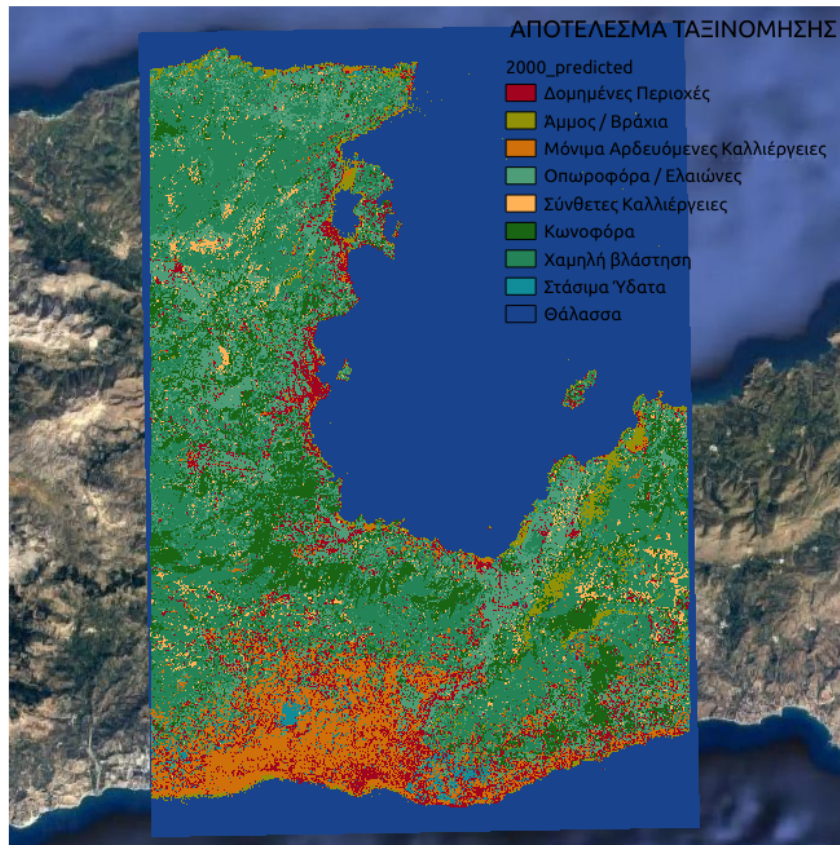 ΑΠΟΤΕΛΕΣΜΑ ΤΑΞΙΝΟΜΗΣΗΣ
2000_predicted
Δομημένες Περιοχές
Άμμος / Βράχια
Μόνιμα Αρδευόμενες Καλλιέργειες
Οπωροφόρα / Ελαιώνες
Σύνθετες Καλλιέργειες
Κωνοφόρα
Χαμηλή βλάστηση
Στάσιμα Ύδατα
Θάλασσα